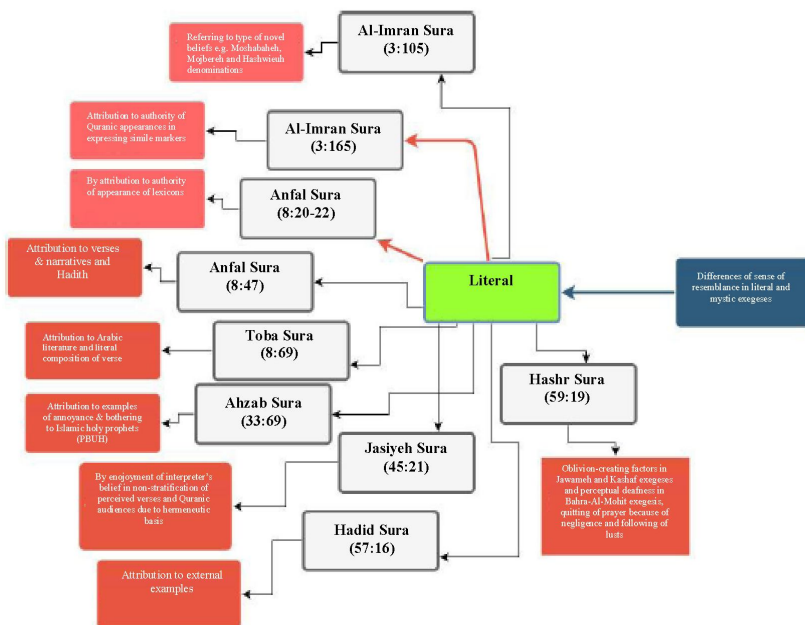 Al-Imran Sura
(3:105)
Referring to type of novel
beliefs e.g. Moshabaheh,
Mojbereh and Hashwieuh
denominations
Attribution to authority of
Quranic appearances in
expressing simile markers
Al-Imran Sura
(3:165)
By attribution to authority
of appearance of lexicons
Anfal Sura
(8:20-22)
Attribution to verses
& narratives and
Hadith
Anfal Sura
(8:47)
Literal
Differences of sense of
resemblance in literal and
mystic exegeses
Attribution to Arabic
literature and literal
composition of verse
Toba Sura
(8:69)
Hashr Sura
(59:19)
Attribution to examples
of annoyance & bothering
to Islamic holy prophets
(PBUH)
Ahzab Sura
(33:69)
Jasiyeh Sura
(45:21)
By enojoyment of interpreter's
belief in non-stratification of
perceived verses and Quranic
audiences due to hermeneutic
basis
Oblivion-creating factors in
Jawameh and Kashaf exegeses
and perceptual deafness in
Bahra-Al-Mohit exegesis,
quitting of prayer because of
negligence and following of
lusts
Hadid Sura
(57:16)
Attribution to external
examples